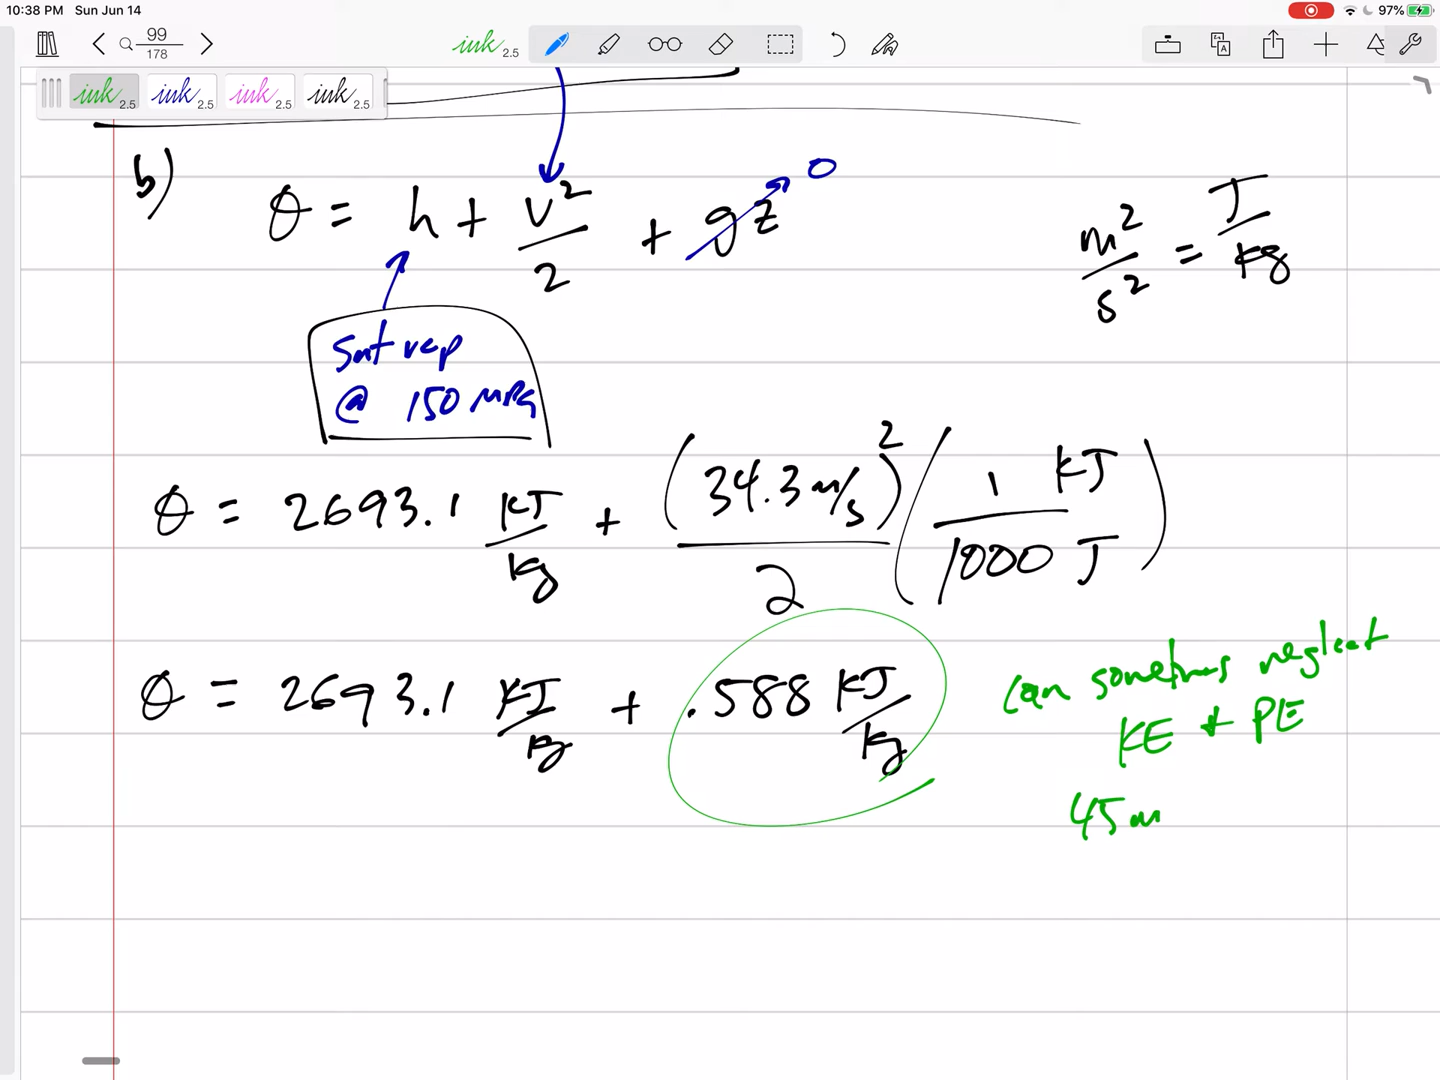 10:38 PM Sun Jun 14
97%
99
178
ink 2.5
ink 2.5 ink 2.5 ink 2.5 ink 2.5
b)
θ = h + v²/2 + gz 0
m²/s² = J/kg
Sat vap
@ 150 MPa
θ = 2693.1 KJ/kg + (34.3 m/s)²/2 (1 KJ/1000 J)
θ = 2693.1 KJ/kg + .588 KJ/kg
can sometimes neglect
KE + PE
45 m